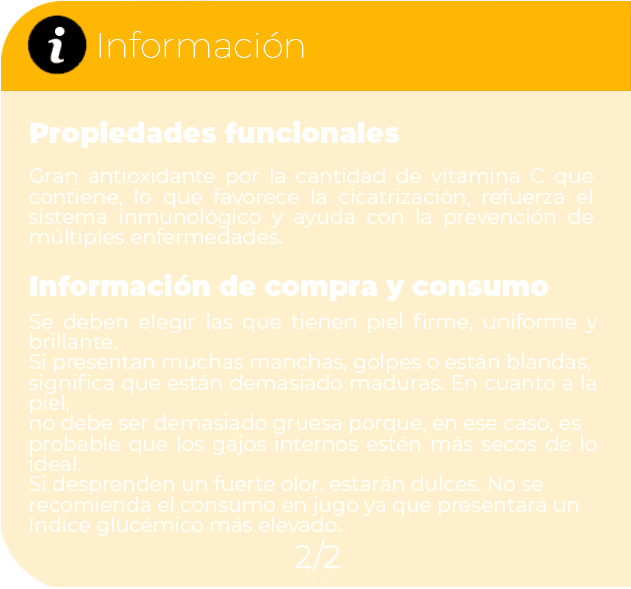 i Información
Propiedades funcionales
Gran antioxidante por la cantidad de vitamina C que
contiene, lo que favorece la cicatrización, refuerza el
sistema inmunológico y ayuda con la prevención de
múltiples enfermedades.
Información de compra y consumo
Se deben elegir las que tienen piel firme, uniforme y
brillante.
Si presentan muchas manchas, golpes o están blandas,
significa que están demasiado maduras. En cuanto a la
piel,
no debe ser demasiado gruesa porque, en ese caso, es
probable que los gajos internos estén más secos de lo
ideal.
Si desprenden un fuerte olor, estarán dulces. No se
recomienda el consumo en jugo ya que presentará un
índice glucémico más elevado.
2/2